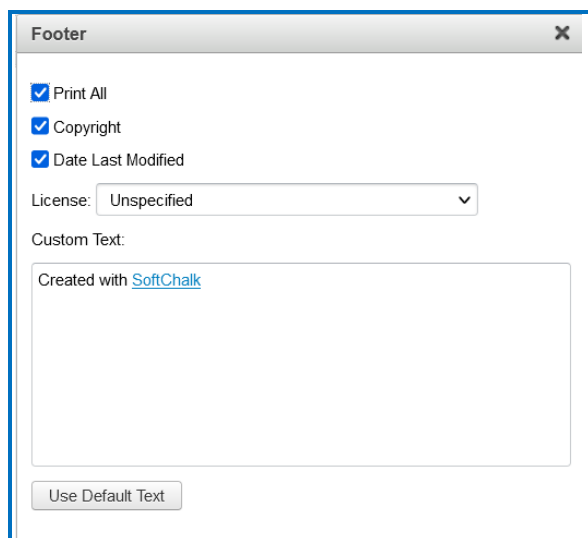 Footer
Print All
Copyright
Date Last Modified
License: Unspecified
Custom Text:
Created with SoftChalk
Use Default Text